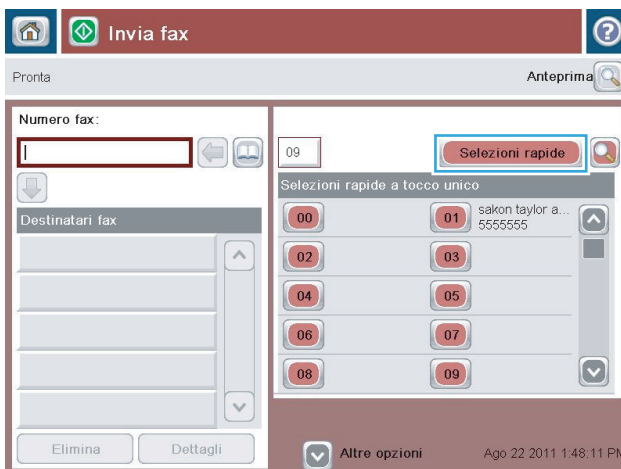 Invia fax
Pronta
Anteprima
Numero fax:
09
Selezioni rapide
Selezioni rapide a tocco unico
00
01
sakon taylor a...
5555555
02
03
04
05
06
07
08
09
Destinatari fax
Elimina
Dettagli
Altre opzioni
Ago 22 2011 1:48:11 PM